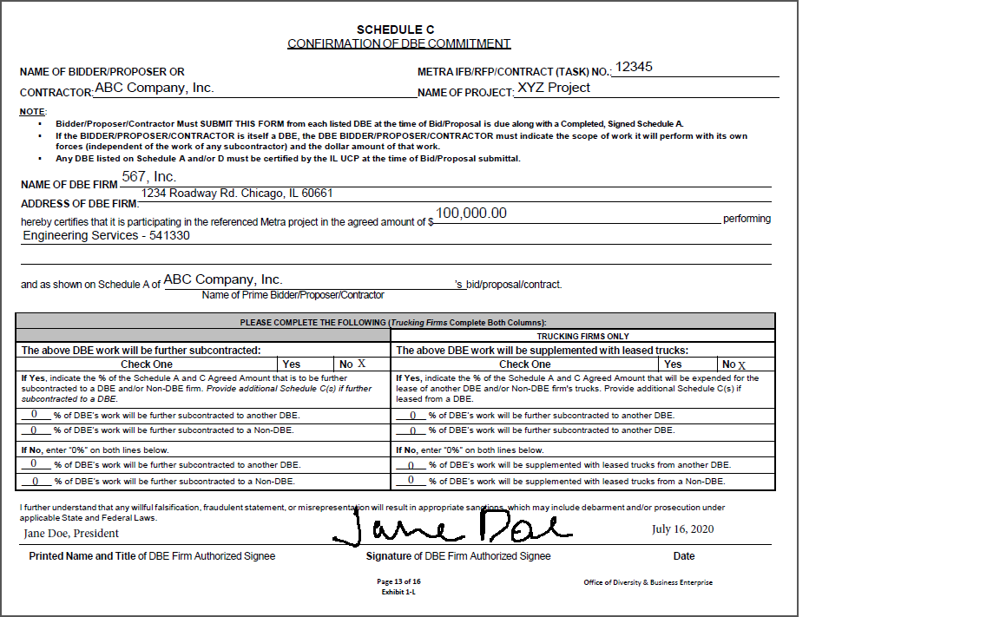 SCHEDULE C
CONFIRMATION OF DBE COMMITMENT
NAME OF BIDDER/PROPOSER OR
CONTRACTOR: ABC Company, Inc.
METRA IFB/RFP/CONTRACT (TASK) NO.: 12345
NAME OF PROJECT: XYZ Project
NOTE:
▪ Bidder/Proposer/Contractor Must SUBMIT THIS FORM from each listed DBE at the time of Bid/Proposal is due along with a Completed, Signed Schedule A.
▪ If the BIDDER/PROPOSER/CONTRACTOR is itself a DBE, the DBE BIDDER/PROPOSER/CONTRACTOR must indicate the scope of work it will perform with its own
forces (independent of the work of any subcontractor) and the dollar amount of that work.
▪ Any DBE listed on Schedule A and/or D must be certified by the IL UCP at the time of Bid/Proposal submittal.
NAME OF DBE FIRM 567, Inc.
ADDRESS OF DBE FIRM: 1234 Roadway Rd. Chicago, IL 60661
hereby certifies that it is participating in the referenced Metra project in the agreed amount of $ 100,000.00 performing
Engineering Services - 541330
and as shown on Schedule A of ABC Company, Inc. 's bid/proposal/contract.
Name of Prime Bidder/Proposer/Contractor
PLEASE COMPLETE THE FOLLOWING (Trucking Firms Complete Both Columns):
TRUCKING FIRMS ONLY
The above DBE work will be further subcontracted:
Check One Yes No X
If Yes, indicate the % of the Schedule A and C Agreed Amount that is to be further
subcontracted to a DBE and/or Non-DBE firm. Provide additional Schedule C(s) if further
subcontracted to a DBE.
0 % of DBE's work will be further subcontracted to another DBE.
0 % of DBE's work will be further subcontracted to a Non-DBE.
If No, enter "0%" on both lines below.
0 % of DBE's work will be further subcontracted to another DBE.
0 % of DBE's work will be further subcontracted to a Non-DBE.
The above DBE work will be supplemented with leased trucks:
Check One Yes No X
If Yes, indicate the % of the Schedule A and C Agreed Amount that will be expended for the
lease of another DBE and/or Non-DBE firm's trucks. Provide additional Schedule C(s) if
leased from a DBE.
0 % of DBE's work will be further subcontracted to another DBE.
0 % of DBE's work will be further subcontracted to another DBE.
If No, enter "0%" on both lines below.
0 % of DBE's work will be supplemented with leased trucks from another DBE.
0 % of DBE's work will be supplemented with leased trucks from a Non-DBE.
I further understand that any willful falsification, fraudulent statement, or misrepresentation will result in appropriate sanctions, which may include debarment and/or prosecution under
applicable State and Federal Laws.
Jane Doe, President Jane Doe July 16, 2020
Printed Name and Title of DBE Firm Authorized Signee Signature of DBE Firm Authorized Signee Date
Page 13 of 16
Exhibit 1-L
Office of Diversity & Business Enterprise